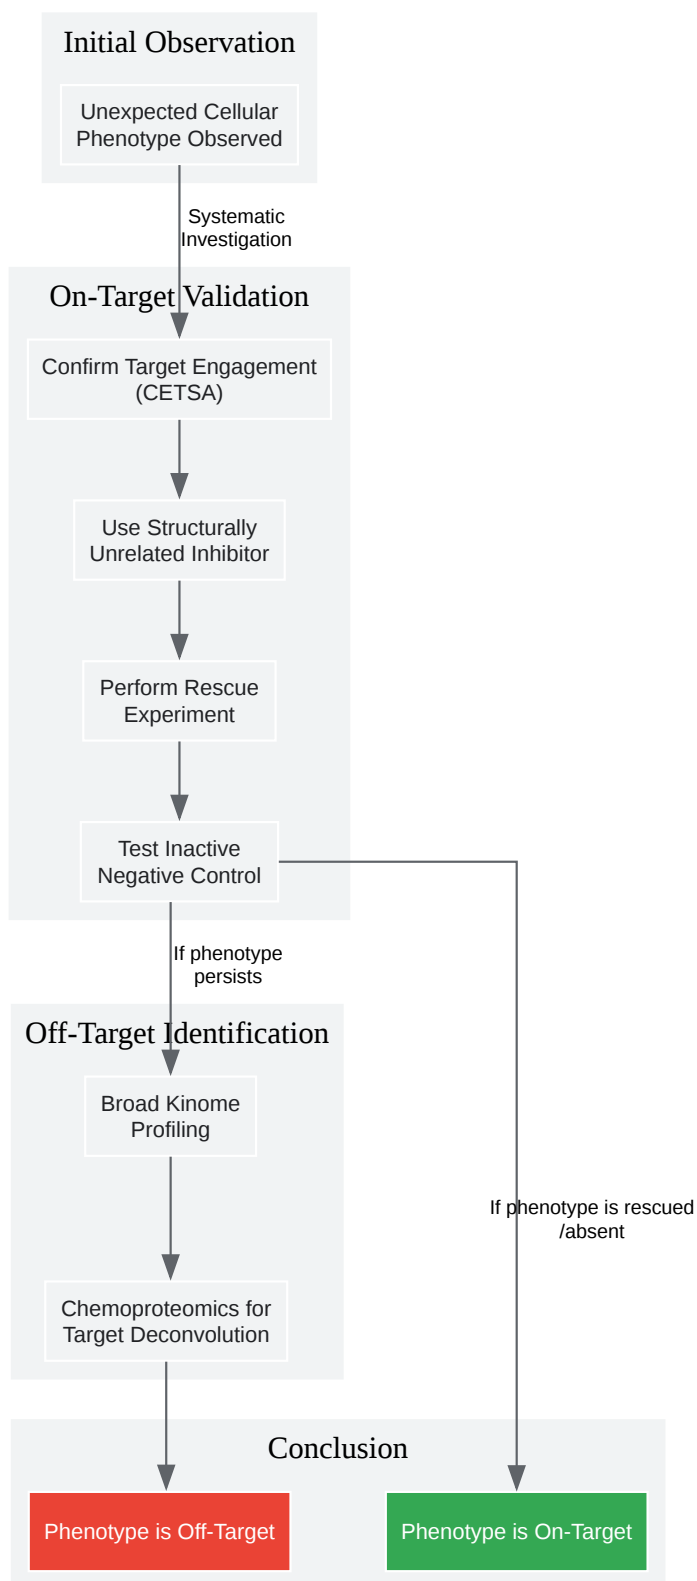 Initial Observation
Unexpected Cellular
Phenotype Observed
Systematic
Investigation
On-Target Validation
Confirm Target Engagement
(CETSA)
Use Structurally
Unrelated Inhibitor
Perform Rescue
Experiment
Test Inactive
Negative Control
If phenotype
persists
Off-Target Identification
Broad Kinome
Profiling
If phenotype is rescued
/absent
Chemoproteomics for
Target Deconvolution
Conclusion
Phenotype is Off-Target
Phenotype is On-Target